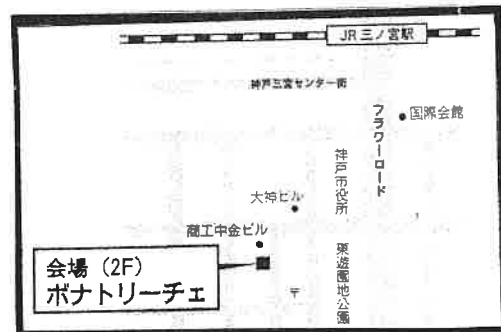 JR三ノ宮駅
神戸三宮センター街
フラワーロード
国際会館
神戸市役所
大神ビル
商工中金ビル
東遊園地公園
会場（2F）
ボナトリーチェ
〒